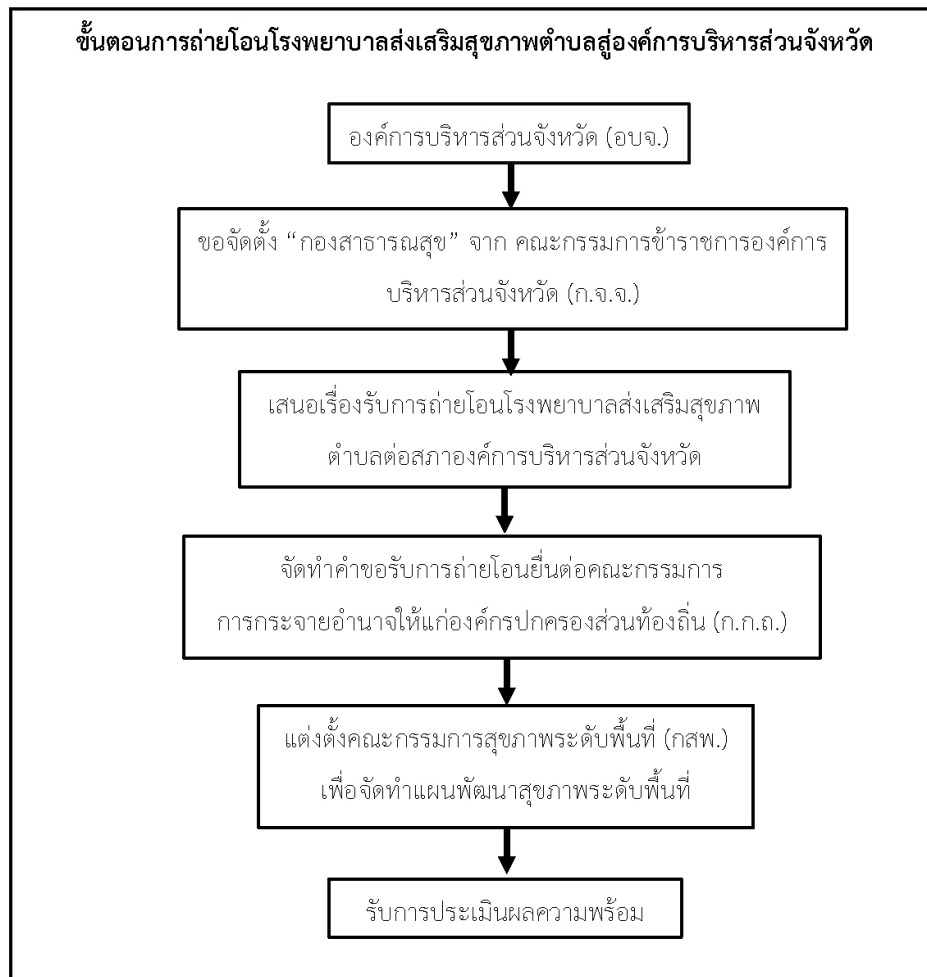 ขั้นตอนการถ่ายโอนโรงพยาบาลส่งเสริมสุขภาพตำบลสู่องค์การบริหารส่วนจังหวัด
องค์การบริหารส่วนจังหวัด (อบจ.)
ขอจัดตั้ง “กองสาธารณสุข” จาก คณะกรรมการข้าราชการองค์การ
บริหารส่วนจังหวัด (ก.จ.จ.)
เสนอเรื่องรับการถ่ายโอนโรงพยาบาลส่งเสริมสุขภาพ
ตำบลต่อสภาองค์การบริหารส่วนจังหวัด
จัดทำคำขอรับการถ่ายโอนยื่นต่อคณะกรรมการ
การกระจายอำนาจให้แก่องค์กรปกครองส่วนท้องถิ่น (ก.ก.ถ.)
แต่งตั้งคณะกรรมการสุขภาพระดับพื้นที่ (กสพ.)
เพื่อจัดทำแผนพัฒนาสุขภาพระดับพื้นที่
รับการประเมินผลความพร้อม